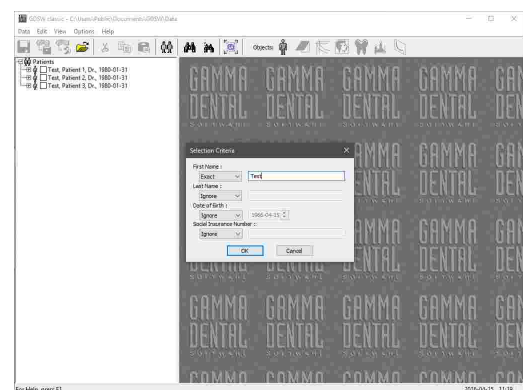 GDSW classic - C:\Users\Public\Documents\GDSW\Data
Data Edit View Options Help
Objects:
Patients
Test, Patient 1, Dr., 1980-01-31
Test, Patient 2, Dr., 1980-01-31
Test, Patient 3, Dr., 1980-01-31
GAMMA DENTAL SOFTWARE
Selection Criteria
First Name :
Exact Test
Last Name :
Ignore
Date of Birth :
Ignore 1966-04-15
Social Insurance Number :
Ignore
OK Cancel
For Help, press F1
2016-04-15 11:19